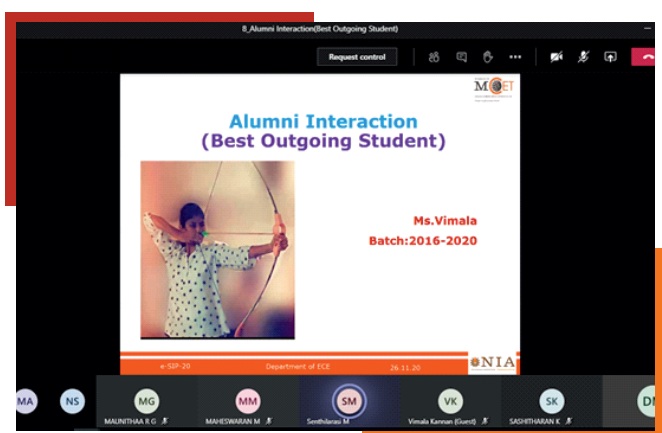 8_Alumni Interaction(Best Outgoing Student)
Request control
MCET
Alumni Interaction
(Best Outgoing Student)
Ms.Vimala
Batch:2016-2020
e-SIP-20 Department of ECE 26.11.20
NIA
MA NS MG MM SM VK SK
MAUNITHAA R G MAHESWARAN M Senthilarasi M Vimala Kannan (Guest) SASHITHARAN K